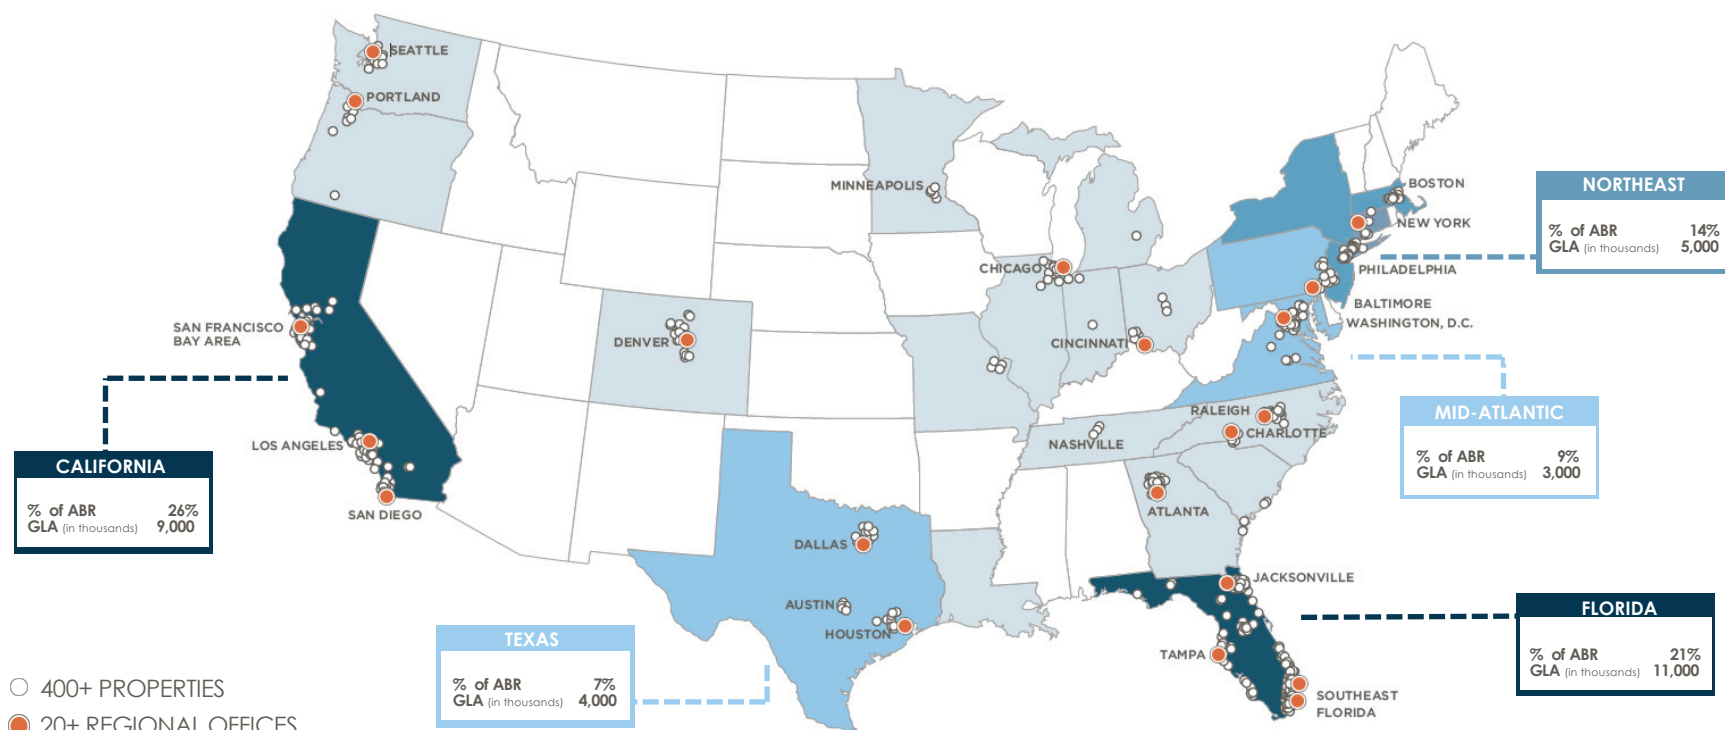 SEATTLE
PORTLAND
MINNEAPOLIS
BOSTON
NEW YORK
NORTHEAST
% of ABR 14%
GLA (in thousands) 5,000
CHICAGO
PHILADELPHIA
BALTIMORE
WASHINGTON, D.C.
SAN FRANCISCO
BAY AREA
DENVER
CINCINNATI
MID-ATLANTIC
% of ABR 9%
GLA (in thousands) 3,000
RALEIGH
CHARLOTTE
NASHVILLE
LOS ANGELES
CALIFORNIA
% of ABR 26%
GLA (in thousands) 9,000
SAN DIEGO
ATLANTA
DALLAS
JACKSONVILLE
AUSTIN
HOUSTON
FLORIDA
% of ABR 21%
GLA (in thousands) 11,000
TEXAS
% of ABR 7%
GLA (in thousands) 4,000
TAMPA
SOUTHEAST
FLORIDA
400+ PROPERTIES
20+ REGIONAL OFFICES